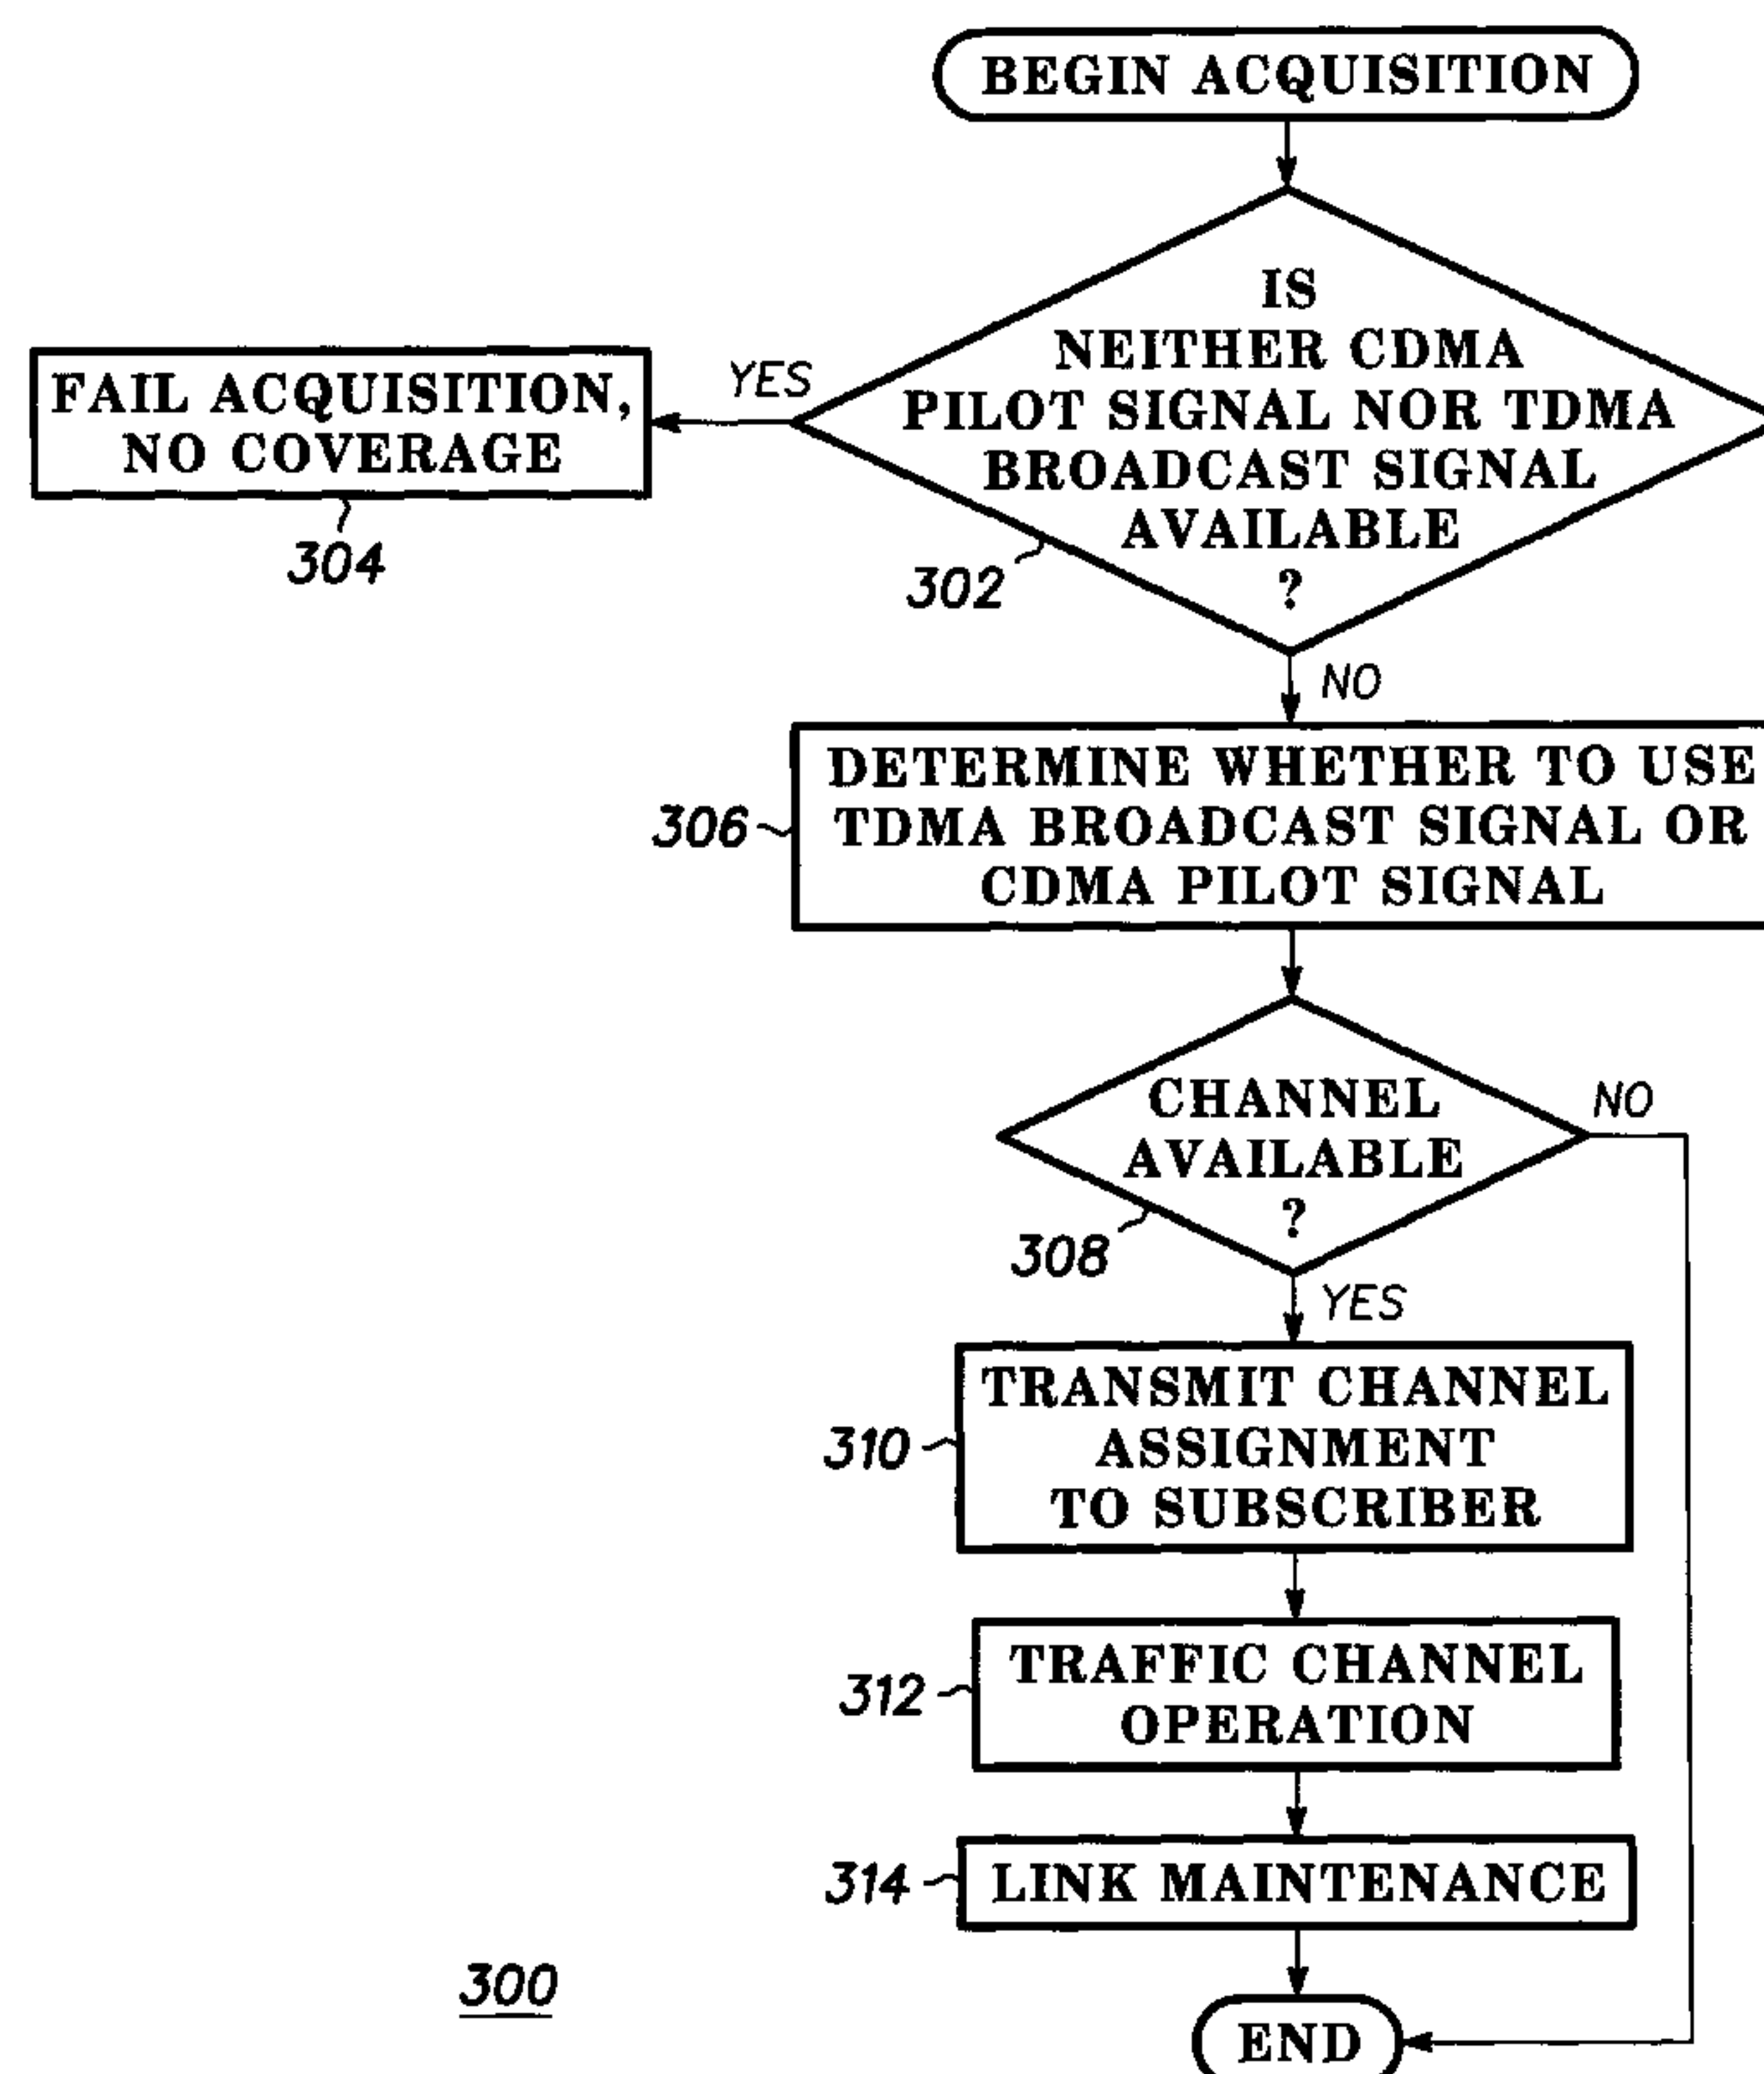 BEGIN ACQUISITION
IS
NEITHER CDMA
PILOT SIGNAL NOR TDMA
BROADCAST SIGNAL
AVAILABLE
?
302
YES
FAIL ACQUISITION,
NO COVERAGE
304
NO
DETERMINE WHETHER TO USE
TDMA BROADCAST SIGNAL OR
CDMA PILOT SIGNAL
306
CHANNEL
AVAILABLE
?
308
NO
YES
TRANSMIT CHANNEL
ASSIGNMENT
TO SUBSCRIBER
310
TRAFFIC CHANNEL
OPERATION
312
LINK MAINTENANCE
314
END
300